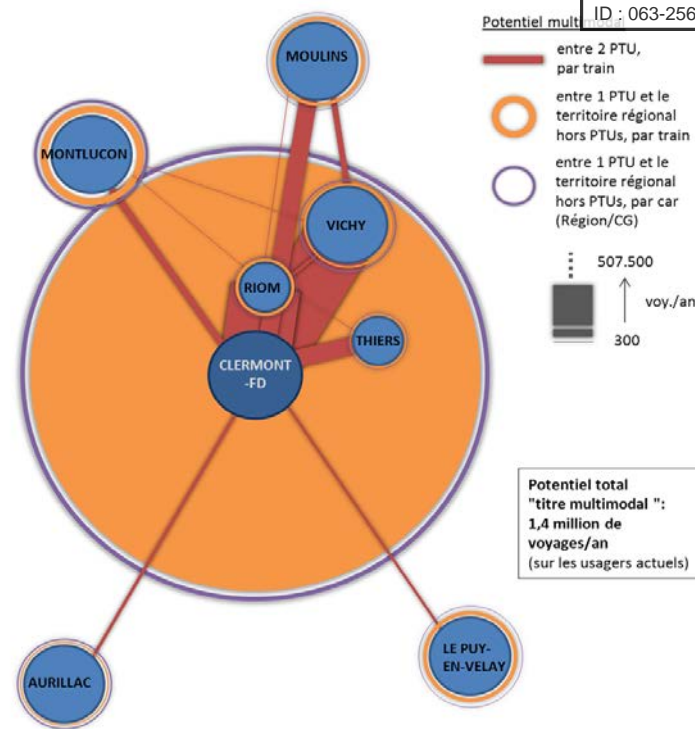 ID : 063-256
Potentiel multimodal
entre 2 PTU,
par train
entre 1 PTU et le
territoire régional
hors PTUs, par train
entre 1 PTU et le
territoire régional
hors PTUs, par car
(Région/CG)
507.500
voy./an
300
MOULINS
MONTLUCON
VICHY
RIOM
THIERS
CLERMONT
-FD
Potentiel total
"titre multimodal ":
1,4 million de
voyages/an
(sur les usagers actuels)
LE PUY-
EN-VELAY
AURILLAC